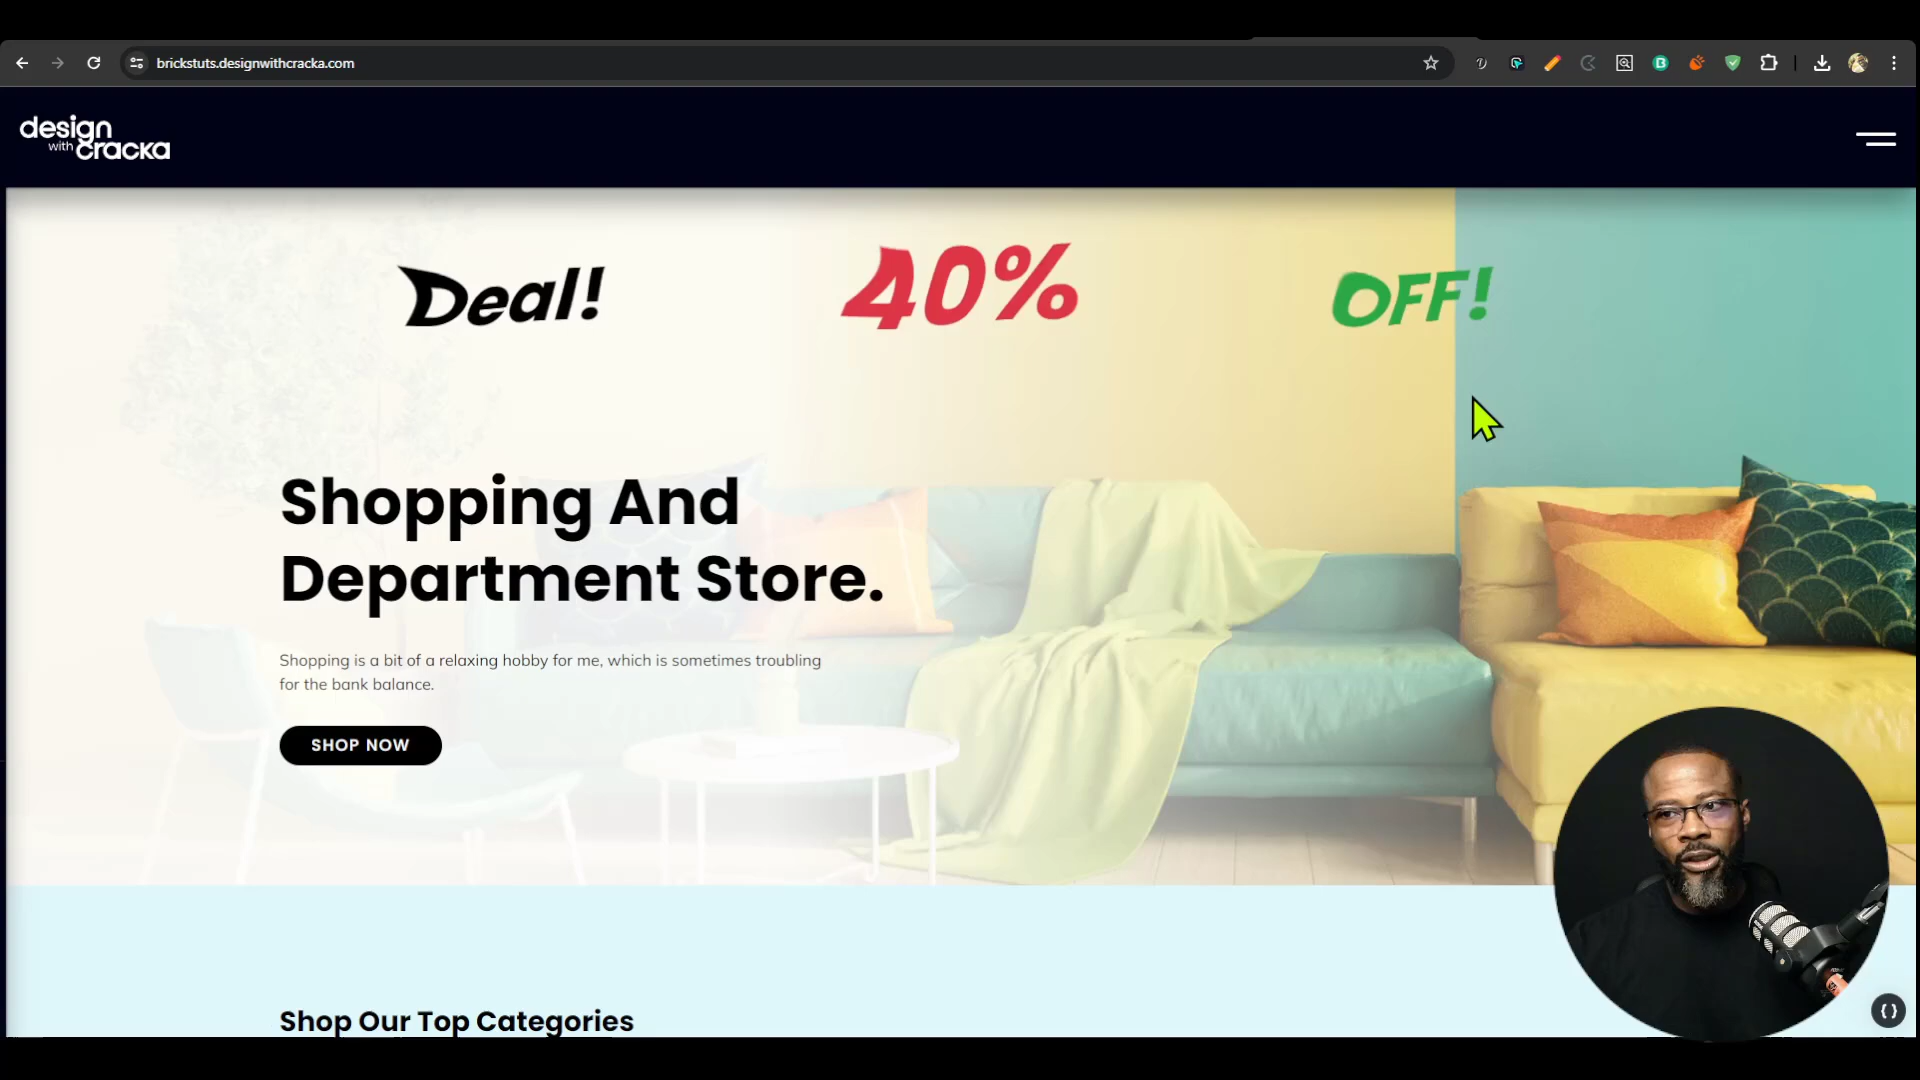 brickstuts.designwithcracka.com
design
with cracka
Deal! 40% OFF!
Shopping And
Department Store.
Shopping is a bit of a relaxing hobby for me, which is sometimes troubling
for the bank balance.
SHOP NOW
Shop Our Top Categories